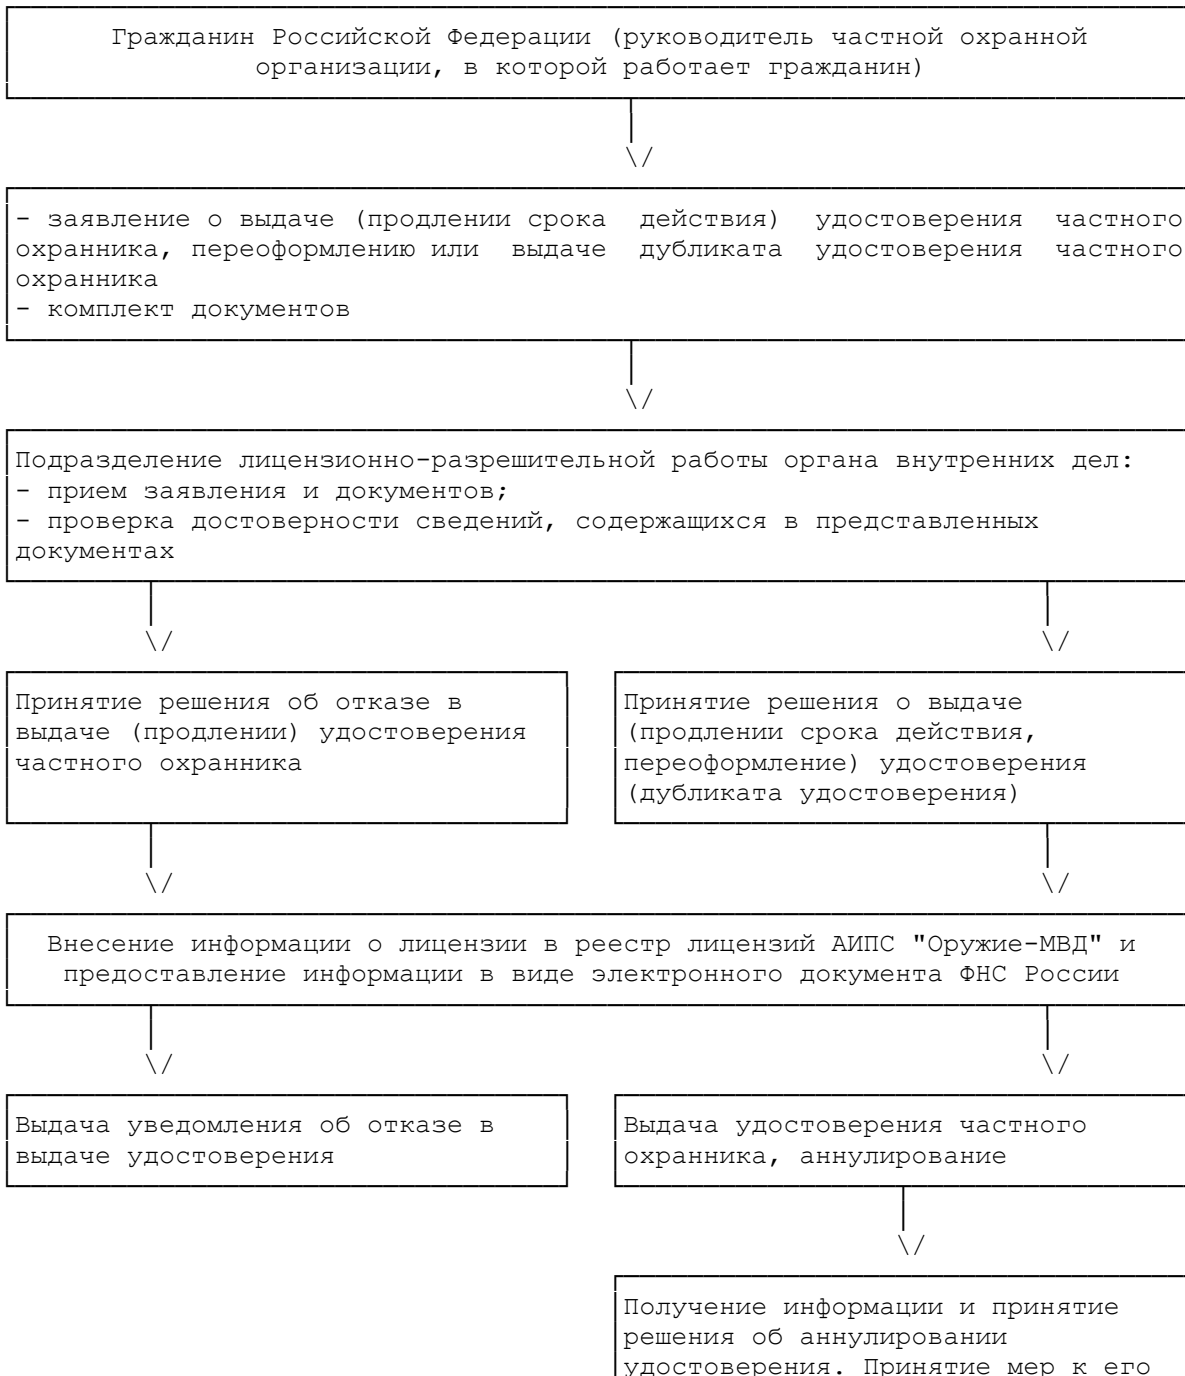 Гражданин Российской Федерации (руководитель частной охранной
организации, в которой работает гражданин)
- заявление о выдаче (продлении срока действия) удостоверения частного
охранника, переоформлению или выдаче дубликата удостоверения частного
охранника
- комплект документов
Подразделение лицензионно-разрешительной работы органа внутренних дел:
- прием заявления и документов;
- проверка достоверности сведений, содержащихся в представленных
документах
Принятие решения об отказе в
выдаче (продлении) удостоверения
частного охранника
Принятие решения о выдаче
(продлении срока действия,
переоформление) удостоверения
(дубликата удостоверения)
Внесение информации о лицензии в реестр лицензий АИПС "Оружие-МВД" и
предоставление информации в виде электронного документа ФНС России
Выдача уведомления об отказе в
выдаче удостоверения
Выдача удостоверения частного
охранника, аннулирование
Получение информации и принятие
решения об аннулировании
удостоверения. Принятие мер к его